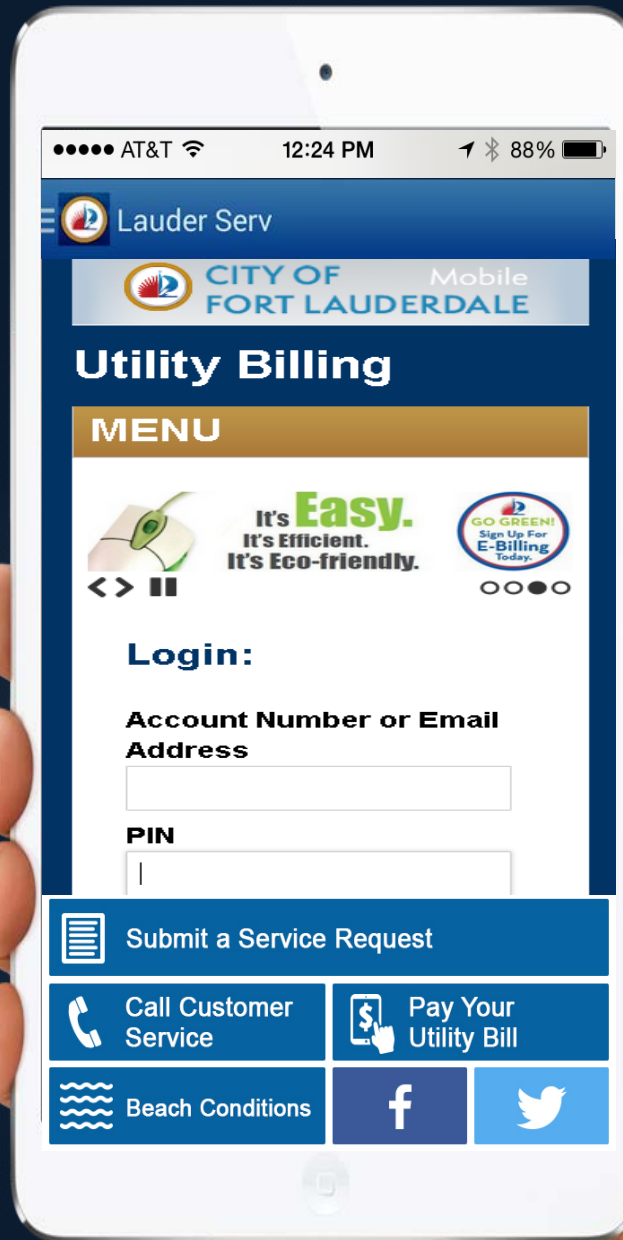 AT&T 12:24 PM 88%
Lauder Serv
CITY OF Mobile
FORT LAUDERDALE
Utility Billing
MENU
It's Easy.
It's Efficient.
It's Eco-friendly.
GO GREEN!
Sign Up For
E-Billing
Today.
Login:
Account Number or Email
Address
PIN
Submit a Service Request
Call Customer
Service
Pay Your
Utility Bill
Beach Conditions